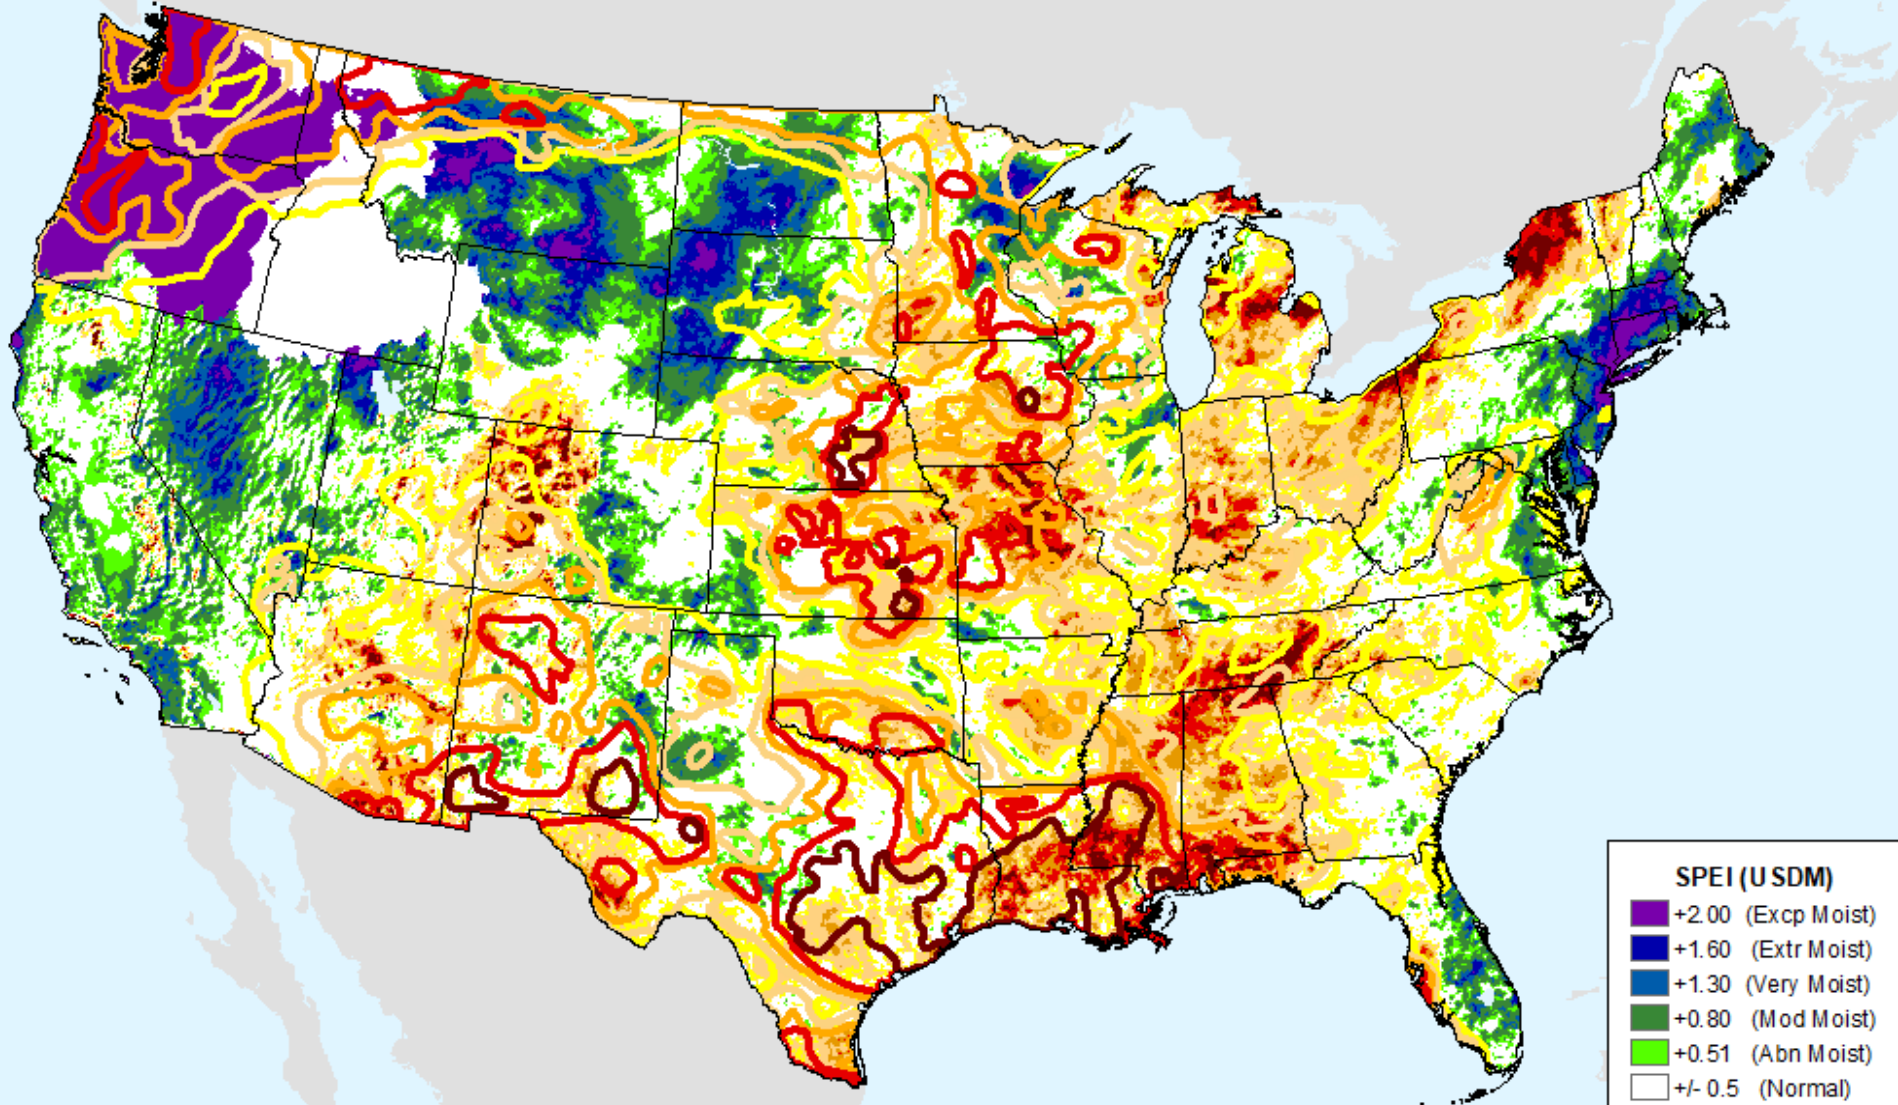 SPEI (USDM)
+2.00 (Excp Moist)
+1.60 (Extr Moist)
+1.30 (Very Moist)
+0.80 (Mod Moist)
+0.51 (Abn Moist)
+/- 0.5 (Normal)